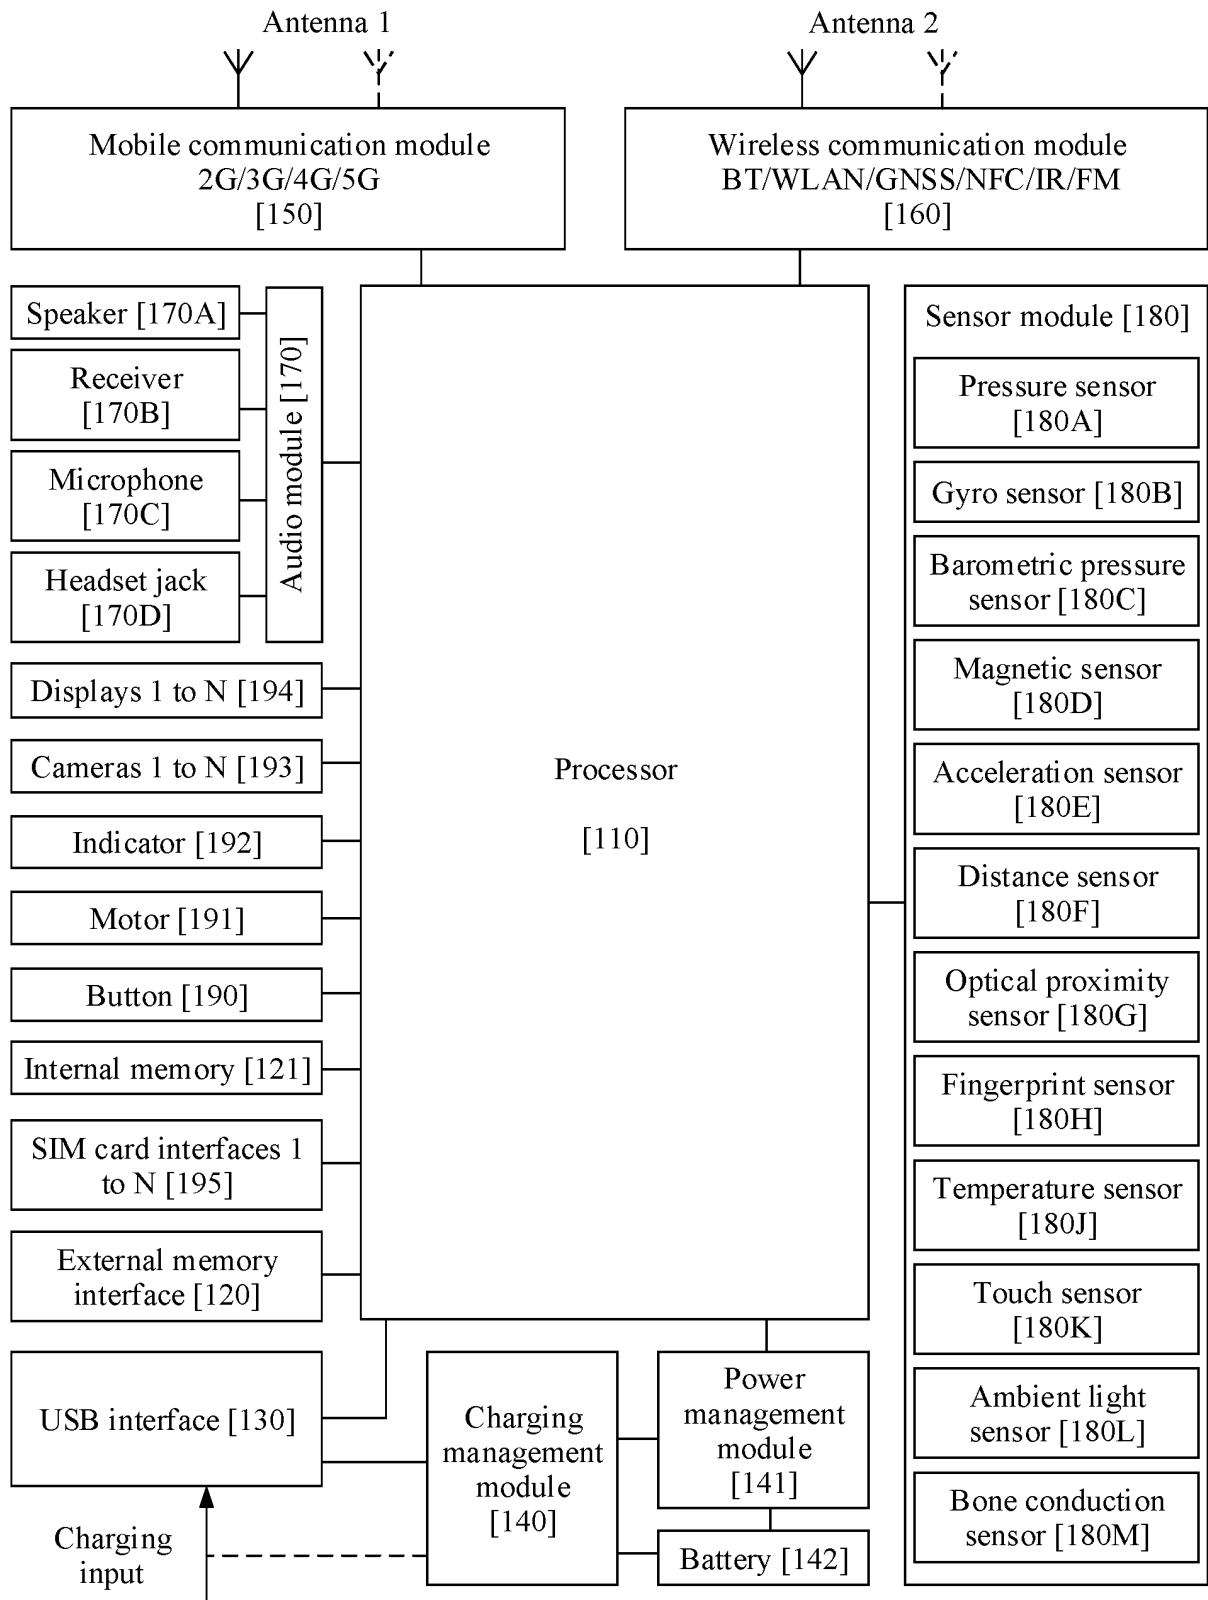 Antenna 1
Antenna 2
Mobile communication module
2G/3G/4G/5G
[150]
Wireless communication module
BT/WLAN/GNSS/NFC/IR/FM
[160]
Speaker [170A]
Receiver
[170B]
Microphone
[170C]
Headset jack
[170D]
Audio module [170]
Displays 1 to N [194]
Cameras 1 to N [193]
Indicator [192]
Motor [191]
Button [190]
Internal memory [121]
SIM card interfaces 1
to N [195]
External memory
interface [120]
USB interface [130]
Charging
input
Processor
[110]
Charging
management
module
[140]
Power
management
module
[141]
Battery [142]
Sensor module [180]
Pressure sensor
[180A]
Gyro sensor [180B]
Barometric pressure
sensor [180C]
Magnetic sensor
[180D]
Acceleration sensor
[180E]
Distance sensor
[180F]
Optical proximity
sensor [180G]
Fingerprint sensor
[180H]
Temperature sensor
[180J]
Touch sensor
[180K]
Ambient light
sensor [180L]
Bone conduction
sensor [180M]